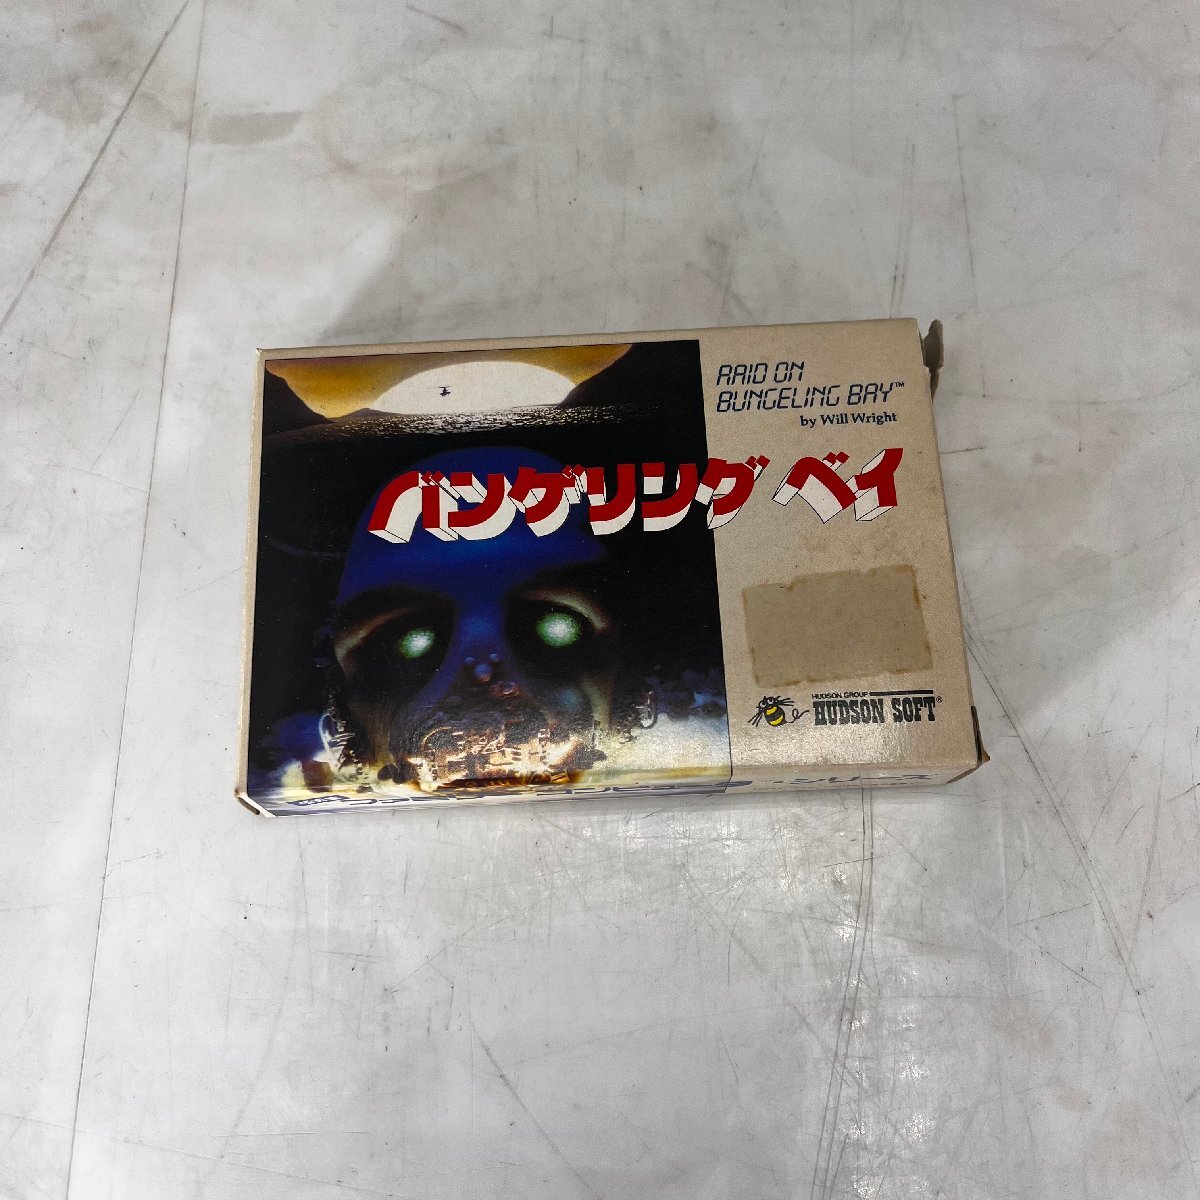 RAID ON
BUNGELING BAY™
by Will Wright
バンゲリング ベイ
HUDSON GROUP
HUDSON SOFT®